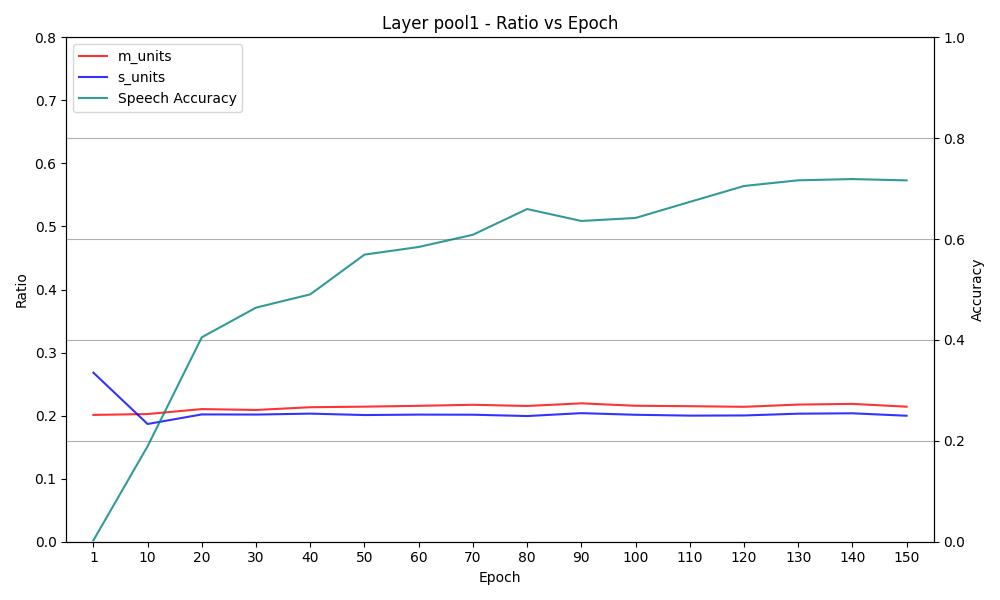 Layer pool1 - Ratio vs Epoch
m_units
s_units
Speech Accuracy
Ratio
0.8
0.7
0.6
0.5
0.4
0.3
0.2
0.1
0.0
1.0
0.8
0.6
0.4
0.2
0.0
Accuracy
1 10 20 30 40 50 60 70 80 90 100 110 120 130 140 150
Epoch